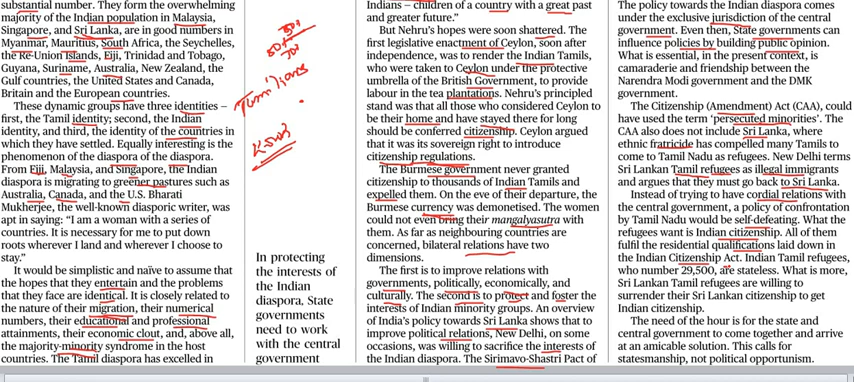 substantial number. They form the overwhelming
majority of the Indian population in Malaysia,
Singapore, and Sri Lanka, are in good numbers in
Myanmar, Mauritius, South Africa, the Seychelles,
the Re-Union Islands, Fiji, Trinidad and Tobago,
Guyana, Suriname, Australia, New Zealand, the
Gulf countries, the United States and Canada,
Britain and the European countries.
These dynamic groups have three identities –
first, the Tamil identity; second, the Indian
identity, and third, the identity of the countries in
which they have settled. Equally interesting is the
phenomenon of the diaspora of the diaspora.
From Fiji, Malaysia, and Singapore, the Indian
diaspora is migrating to greener pastures such as
Australia, Canada, and the U.S. Bharati
Mukherjee, the well-known diasporic writer, was
apt in saying: “I am a woman with a series of
countries. It is necessary for me to put down
roots wherever I land and wherever I choose to
stay.”
It would be simplistic and naïve to assume that
the hopes that they entertain and the problems
that they face are identical. It is closely related to
the nature of their migration, their numerical
numbers, their educational and professional
attainments, their economic clout, and, above all,
the majority-minority syndrome in the host
countries. The Tamil diaspora has excelled in
In protecting
the interests of
the Indian
diaspora, State
governments
need to work
with the central
government
Indians – children of a country with a great past
and greater future.”
But Nehru’s hopes were soon shattered. The
first legislative enactment of Ceylon, soon after
independence, was to render the Indian Tamils,
who were taken to Ceylon under the protective
umbrella of the British Government, to provide
labour in the tea plantations. Nehru’s principled
stand was that all those who considered Ceylon to
be their home and have stayed there for long
should be conferred citizenship. Ceylon argued
that it was its sovereign right to introduce
citizenship regulations.
The Burmese government never granted
citizenship to thousands of Indian Tamils and
expelled them. On the eve of their departure, the
Burmese currency was demonetised. The women
could not even bring their mangalyasutra with
them. As far as neighbouring countries are
concerned, bilateral relations have two
dimensions.
The first is to improve relations with
governments, politically, economically, and
culturally. The second is to protect and foster the
interests of Indian minority groups. An overview
of India’s policy towards Sri Lanka shows that to
improve political relations, New Delhi, on some
occasions, was willing to sacrifice the interests of
the Indian diaspora. The Sirimavo-Shastri Pact of
The policy towards the Indian diaspora comes
under the exclusive jurisdiction of the central
government. Even then, State governments can
influence policies by building public opinion.
What is essential, in the present context, is
camaraderie and friendship between the
Narendra Modi government and the DMK
government.
The Citizenship (Amendment) Act (CAA), could
have used the term ‘persecuted minorities’. The
CAA also does not include Sri Lanka, where
ethnic fratricide has compelled many Tamils to
come to Tamil Nadu as refugees. New Delhi terms
Sri Lankan Tamil refugees as illegal immigrants
and argues that they must go back to Sri Lanka.
Instead of trying to have cordial relations with
the central government, a policy of confrontation
by Tamil Nadu would be self-defeating. What the
refugees want is Indian citizenship. All of them
fulfil the residential qualifications laid down in
the Indian Citizenship Act. Indian Tamil refugees,
who number 29,500, are stateless. What is more,
Sri Lankan Tamil refugees are willing to
surrender their Sri Lankan citizenship to get
Indian citizenship.
The need of the hour is for the state and
central government to come together and arrive
at an amicable solution. This calls for
statesmanship, not political opportunism.